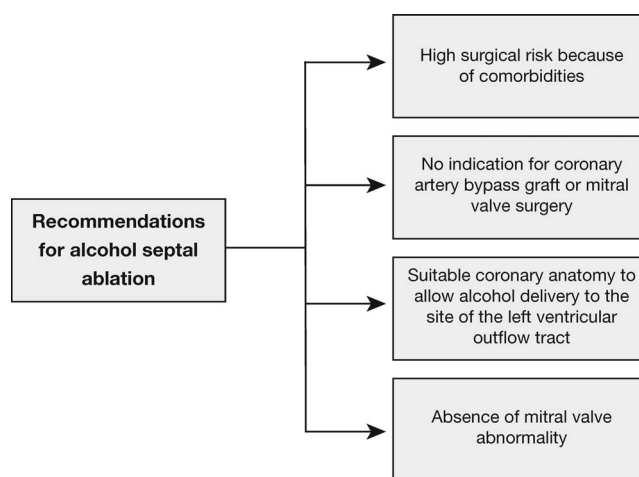 Recommendations
for alcohol septal
ablation
High surgical risk because
of comorbidities
No indication for coronary
artery bypass graft or mitral
valve surgery
Suitable coronary anatomy to
allow alcohol delivery to the
site of the left ventricular
outflow tract
Absence of mitral valve
abnormality